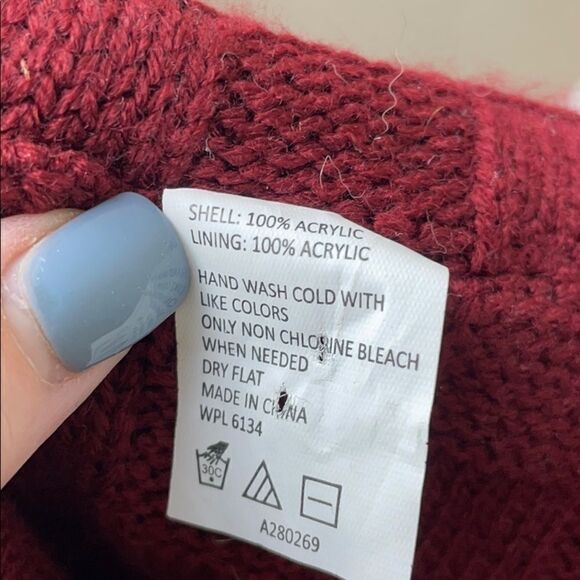 SHELL: 100% ACRYLIC
LINING: 100% ACRYLIC
HAND WASH COLD WITH
LIKE COLORS
ONLY NON CHLORINE BLEACH
WHEN NEEDED
DRY FLAT
MADE IN CHINA
WPL 6134
30C
A280269